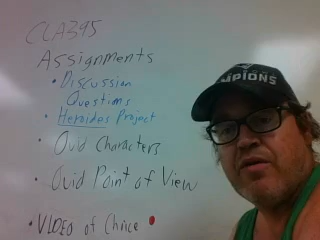 CLA395
Assignments
• Discussion
Questions
• Heroides Project
• Ovid Characters
• Ovid Point of View
• VIDEO of Choice